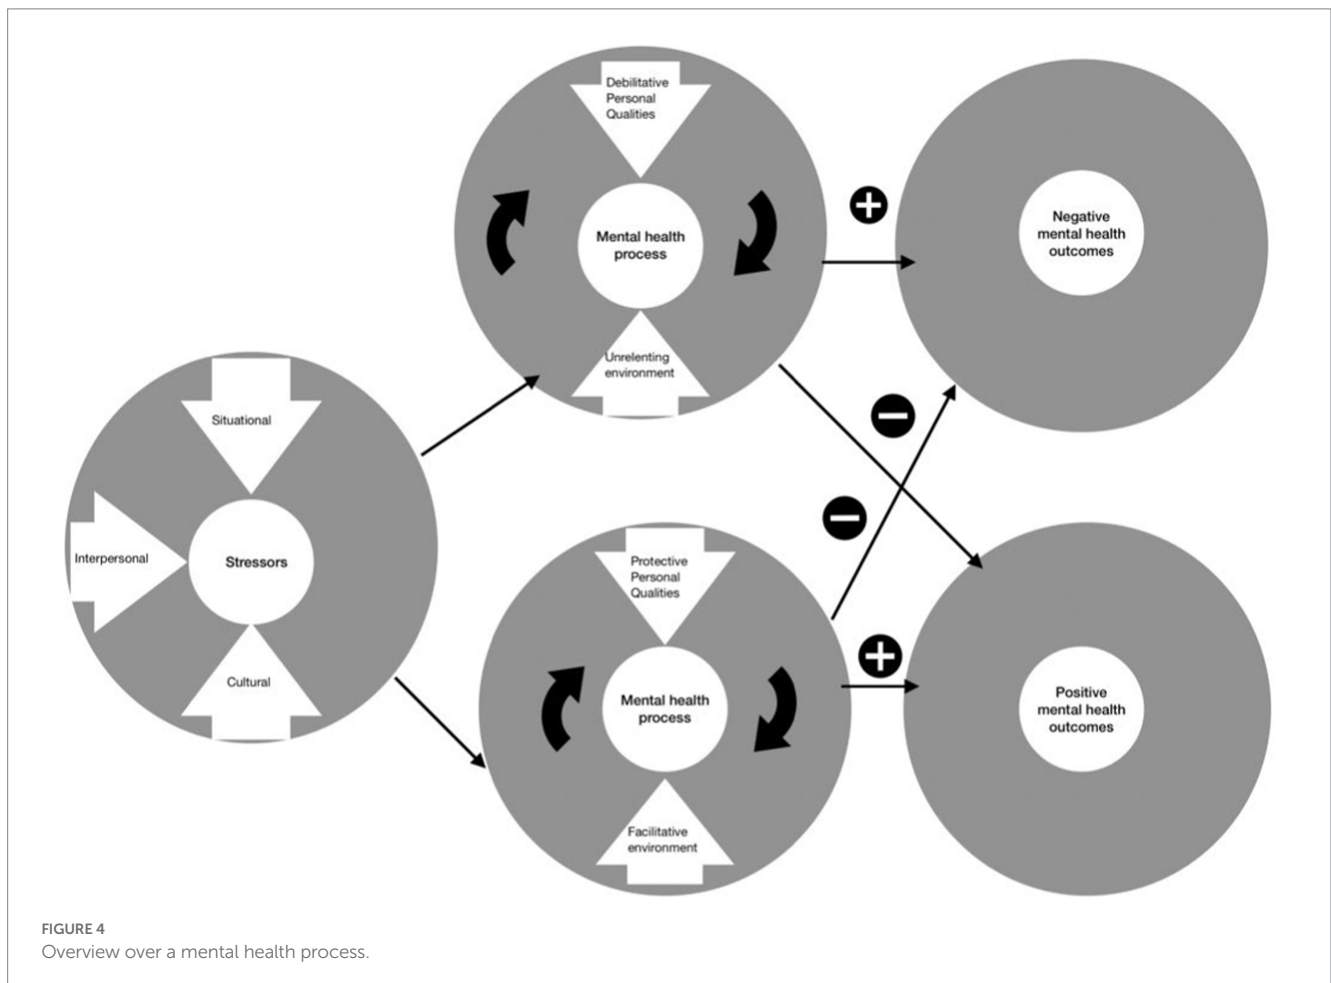 Debilitative
Personal
Qualities
Mental health
process
Unrelenting
environment
Negative
mental health
outcomes
Situational
Interpersonal
Stressors
Cultural
Protective
Personal
Qualities
Mental health
process
Facilitative
environment
Positive
mental health
outcomes
FIGURE 4
Overview over a mental health process.